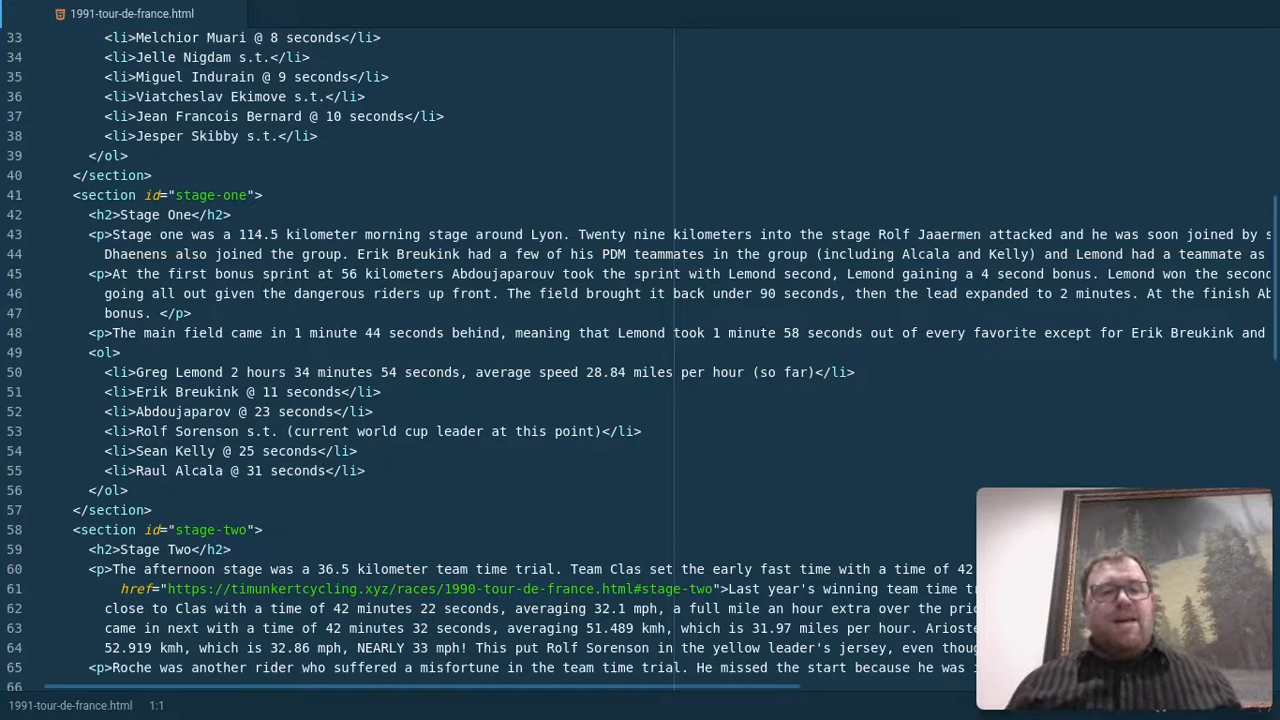 1991-tour-de-france.html
33 <li>Melchior Muari @ 8 seconds</li>
34 <li>Jelle Nigdam s.t.</li>
35 <li>Miguel Indurain @ 9 seconds</li>
36 <li>Viatcheslav Ekimove s.t.</li>
37 <li>Jean Francois Bernard @ 10 seconds</li>
38 <li>Jesper Skibby s.t.</li>
39 </ol>
40 </section>
41 <section id="stage-one">
42 <h2>Stage One</h2>
43 <p>Stage one was a 114.5 kilometer morning stage around Lyon. Twenty nine kilometers into the stage Rolf Jaaermen attacked and he was soon joined by s
44 Dhaenens also joined the group. Erik Breukink had a few of his PDM teammates in the group (including Alcala and Kelly) and Lemond had a teammate as
45 <p>At the first bonus sprint at 56 kilometers Abdoujaparouv took the sprint with Lemond second, Lemond gaining a 4 second bonus. Lemond won the second
46 going all out given the dangerous riders up front. The field brought it back under 90 seconds, then the lead expanded to 2 minutes. At the finish Ab
47 bonus. </p>
48 <p>The main field came in 1 minute 44 seconds behind, meaning that Lemond took 1 minute 58 seconds out of every favorite except for Erik Breukink and
49 <ol>
50 <li>Greg Lemond 2 hours 34 minutes 54 seconds, average speed 28.84 miles per hour (so far)</li>
51 <li>Erik Breukink @ 11 seconds</li>
52 <li>Abdoujaparov @ 23 seconds</li>
53 <li>Rolf Sorenson s.t. (current world cup leader at this point)</li>
54 <li>Sean Kelly @ 25 seconds</li>
55 <li>Raul Alcala @ 31 seconds</li>
56 </ol>
57 </section>
58 <section id="stage-two">
59 <h2>Stage Two</h2>
60 <p>The afternoon stage was a 36.5 kilometer team time trial. Team Clas set the early fast time with a time of 42
61 href="https://timunkertcycling.xyz/races/1990-tour-de-france.html#stage-two">Last year's winning team time tr
62 close to Clas with a time of 42 minutes 22 seconds, averaging 32.1 mph, a full mile an hour extra over the prio
63 came in next with a time of 42 minutes 32 seconds, averaging 51.489 kmh, which is 31.97 miles per hour. Arioste
64 52.919 kmh, which is 32.86 mph, NEARLY 33 mph! This put Rolf Sorenson in the yellow leader's jersey, even thoug
65 <p>Roche was another rider who suffered a misfortune in the team time trial. He missed the start because he was i
66
1991-tour-de-france.html 1:1